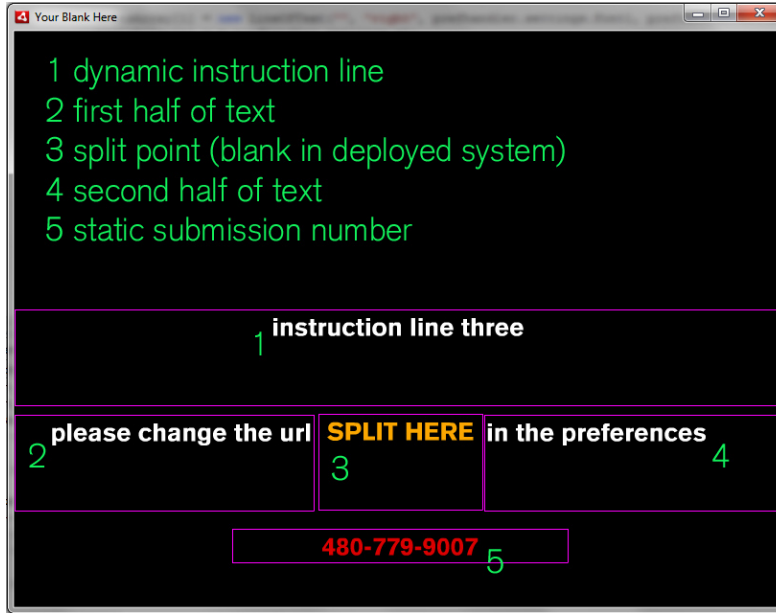 Your Blank Here
1 dynamic instruction line
2 first half of text
3 split point (blank in deployed system)
4 second half of text
5 static submission number
instruction line three
1
please change the url SPLIT HERE in the preferences
2 3 4
480-779-9007
5